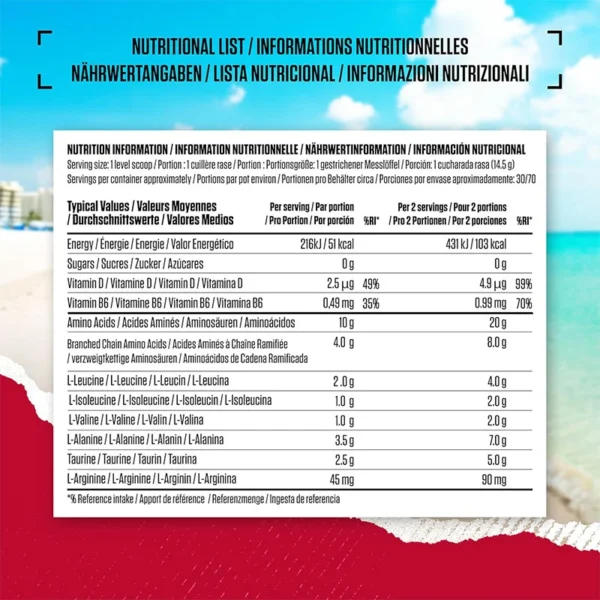 NUTRITIONAL LIST / INFORMATIONS NUTRITIONNELLES
NÄHRWERTANGABEN / LISTA NUTRICIONAL / INFORMAZIONI NUTRIZIONALI
NUTRITION INFORMATION / INFORMATION NUTRITIONNELLE / NÄHRWERTINFORMATION / INFORMACIÓN NUTRICIONAL
Serving size: 1 level scoop / Portion : 1 cuillère rase / Portion : Portionsgröße: 1 gestrichener Messlöffel / Porción: 1 cucharada rasa (14.5 g)
Servings per container approximately / Portions par pot environ / Portionen pro Behälter circa / Porciones por envase aproximadamente: 30/70
Typical Values / Valeurs Moyennes / Durchschnittswerte / Valores Medios Per serving / Par portion / Pro Portion / Por parción %RI* Per 2 servings / Pour 2 portions / Pro 2 Portionen / Por 2 porciones %RI*
Energy / Énergie / Energie / Valor Energético 216kJ / 51 kcal 431 kJ / 103 kcal
Sugars / Sucres / Zucker / Azúcares 0 g 0 g
Vitamin D / Vitamine D / Vitamin D / Vitamina D 2.5 µg 49% 4.9 µg 99%
Vitamin B6 / Vitamine B6 / Vitamin B6 / Vitamina B6 0,49 mg 35% 0.99 mg 70%
Amino Acids / Acides Aminés / Aminosäuren / Aminoácidos 10 g 20 g
Branched Chain Amino Acids / Acides Aminés à Chaîne Ramifiée 4.0 g 8.0 g
/ verzweigtkettige Aminosäuren / Aminoácidos de Cadena Ramificada
L-Leucine / L-Leucine / L-Leucin / L-Leucina 2.0 g 4.0 g
L-Isoleucine / L-Isoleucine / L-Isoleucin / L-Isoleucina 1.0 g 2.0 g
L-Valine / L-Valine / L-Valin / L-Valina 1.0 g 2.0 g
L-Alanine / L-Alanine / L-Alanin / L-Alanina 3.5 g 7.0 g
Taurine / Taurine / Taurin / Taurina 2.5 g 5.0 g
L-Arginine / L-Arginine / L-Arginin / L-Arginina 45 mg 90 mg
*% Reference intake / Apport de référence / Referenzmenge / Ingesta de referencia